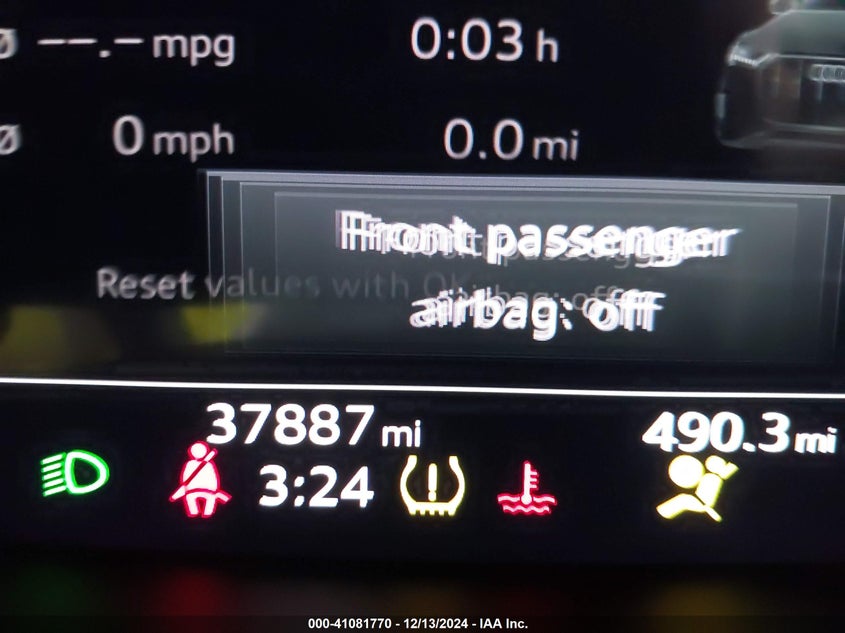 Ø --.- mpg 0:03 h
Ø 0 mph 0.0 mi
Front passenger
Reset values with OK
airbag: off
37887 mi 490.3 mi
3:24
000-41081770 - 12/13/2024 - IAA Inc.